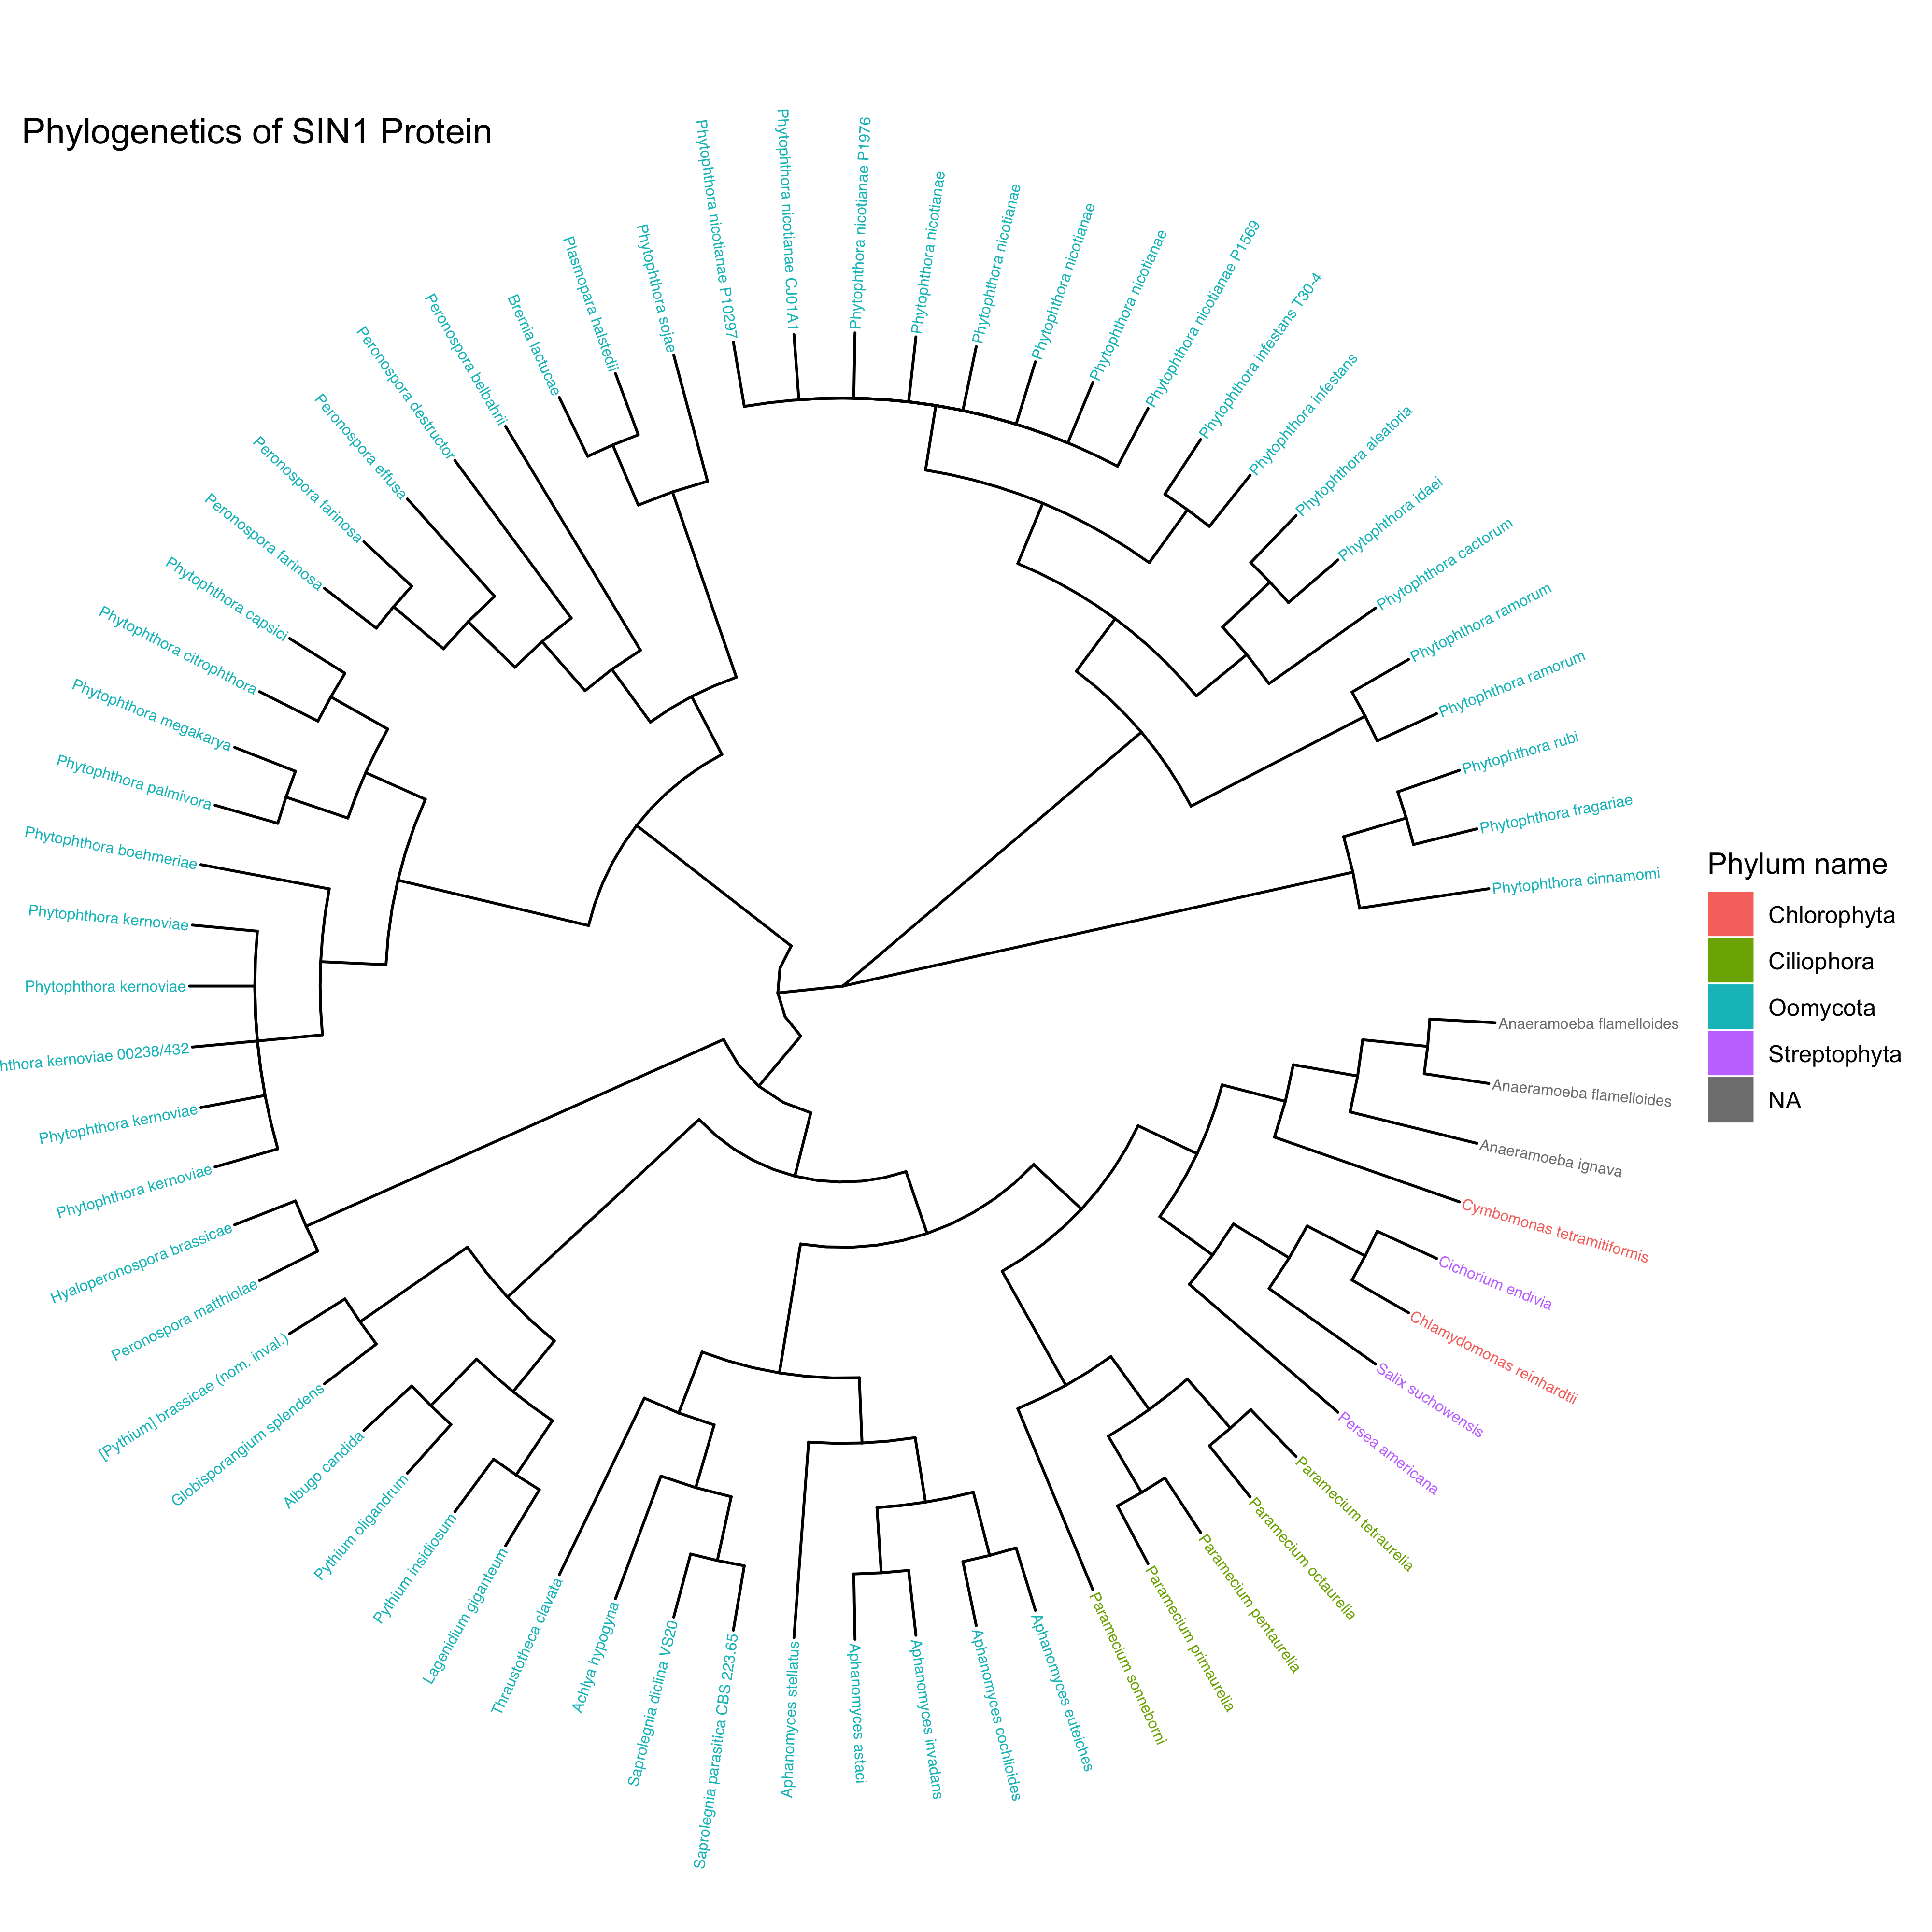 Phylogenetics of SIN1 Protein
Phytophthora nicotianae P10297
Phytophthora nicotianae CJ01A1
Phytophthora nicotianae P1976
Phytophthora nicotianae
Phytophthora nicotianae
Phytophthora nicotianae
Phytophthora nicotianae
Phytophthora nicotianae P1569
Phytophthora infestans T30-4
Phytophthora infestans
Phytophthora aleatoria
Phytophthora idaei
Phytophthora cactorum
Phytophthora ramorum
Phytophthora ramorum
Phytophthora rubi
Phytophthora fragariae
Phytophthora cinnamomi
Anaeramoeba flamelloides
Anaeramoeba flamelloides
Anaeramoeba ignava
Cymbomonas tetramitiformis
Cichorium endivia
Chlamydomonas reinhardtii
Salix suchowensis
Persea americana
Paramecium tetraurelia
Paramecium octaurelia
Paramecium pentaurelia
Paramecium primaurelia
Paramecium sonneborni
Aphanomyces euteiches
Aphanomyces cochlioides
Aphanomyces invadans
Aphanomyces astaci
Aphanomyces stellatus
Saprolegnia parasitica CBS 223.65
Saprolegnia diclina VS20
Achlya hypogyna
Thraustotheca clavata
Lagenidium giganteum
Pythium insidiosum
Pythium oligandrum
Albugo candida
Globisporangium splendens
[Pythium] brassicae (nom. inval.)
Peronospora matthiolae
Hyaloperonospora brassicae
Phytophthora kernoviae
Phytophthora kernoviae
hthora kernoviae 00238/432
Phytophthora kernoviae
Phytophthora kernoviae
Phytophthora boehmeriae
Phytophthora palmivora
Phytophthora megakarya
Phytophthora citrophthora
Phytophthora capsici
Peronospora farinosa
Peronospora farinosa
Peronospora effusa
Peronospora destructor
Peronospora belbahrii
Bremia lactucae
Plasmopara halstedii
Phytophthora sojae
Phylum name
Chlorophyta
Ciliophora
Oomycota
Streptophyta
NA